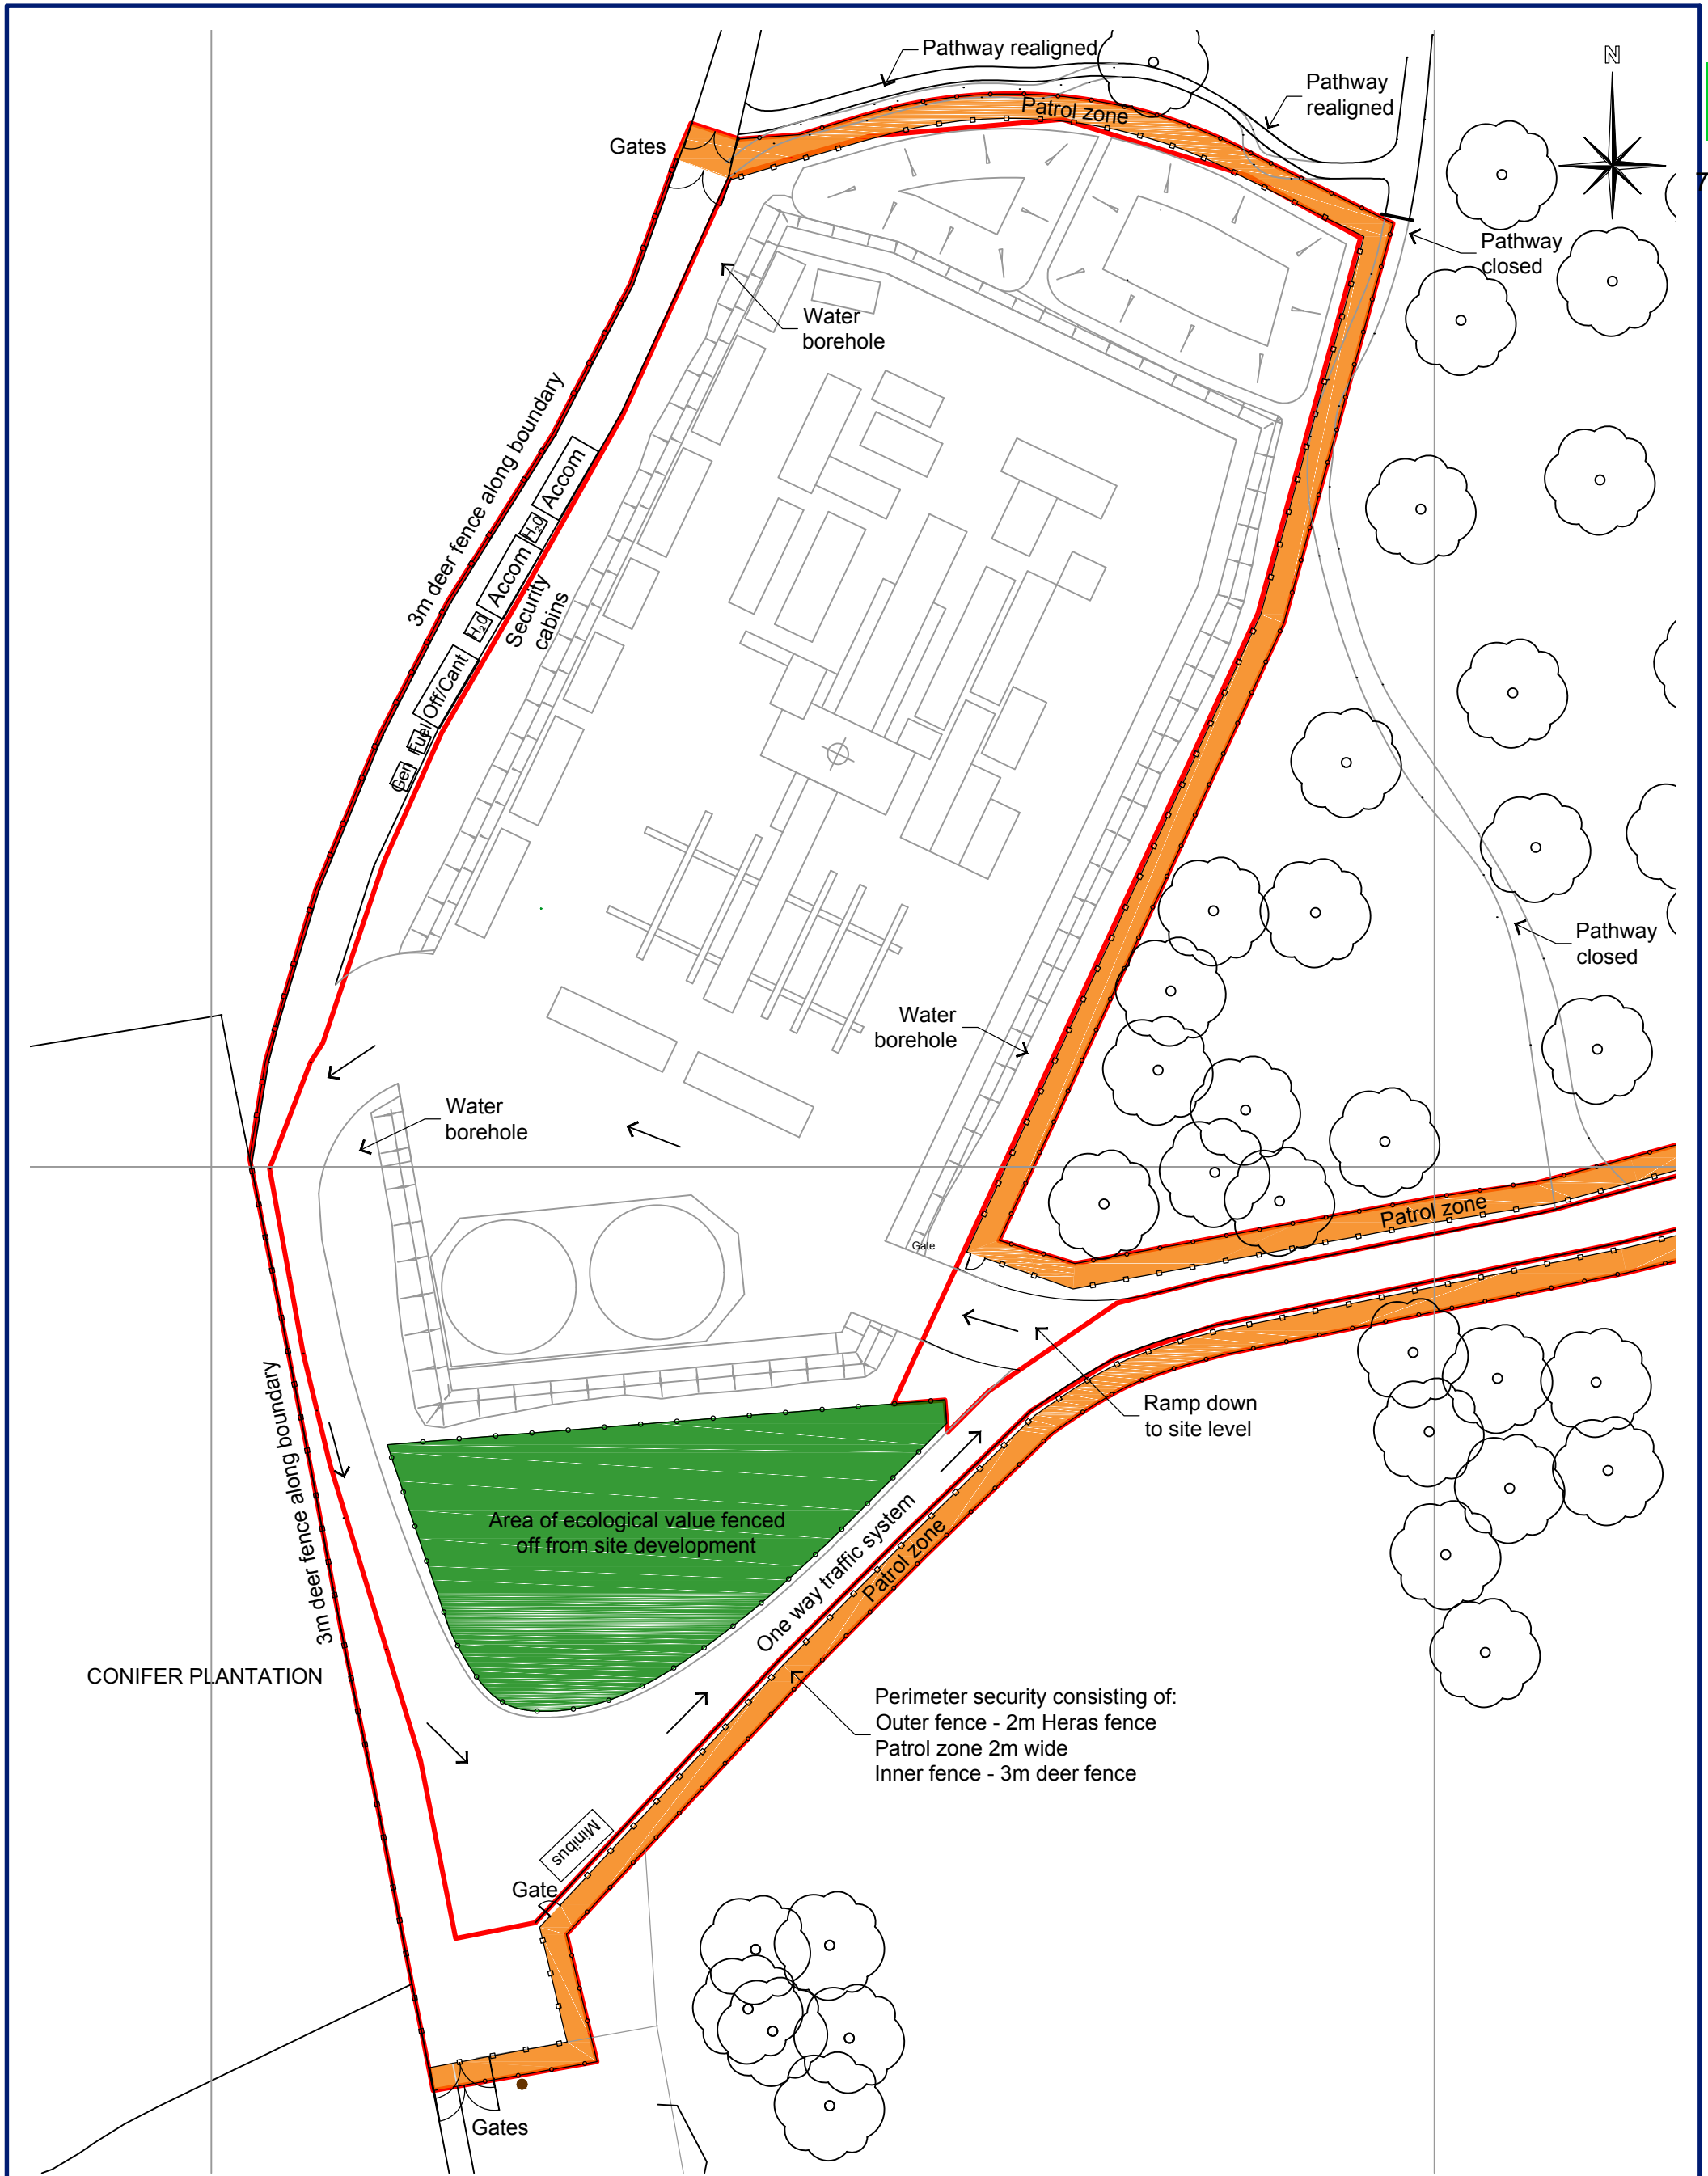 Pathway realigned
N
Pathway
realigned
Patrol zone
Gates
7
Pathway
closed
Water
borehole
3m deer fence along boundary
Accom
H₂0
Accom
H₂0
Security
cabins
Off/Cant
Fuel
Gen
Pathway
closed
Water
borehole
Water
borehole
Patrol zone
Gate
Ramp down
to site level
3m deer fence along boundary
Area of ecological value fenced
off from site development
One way traffic system
Patrol zone
CONIFER PLANTATION
Perimeter security consisting of:
Outer fence - 2m Heras fence
Patrol zone 2m wide
Inner fence - 3m deer fence
Minibus
Gate
Gates